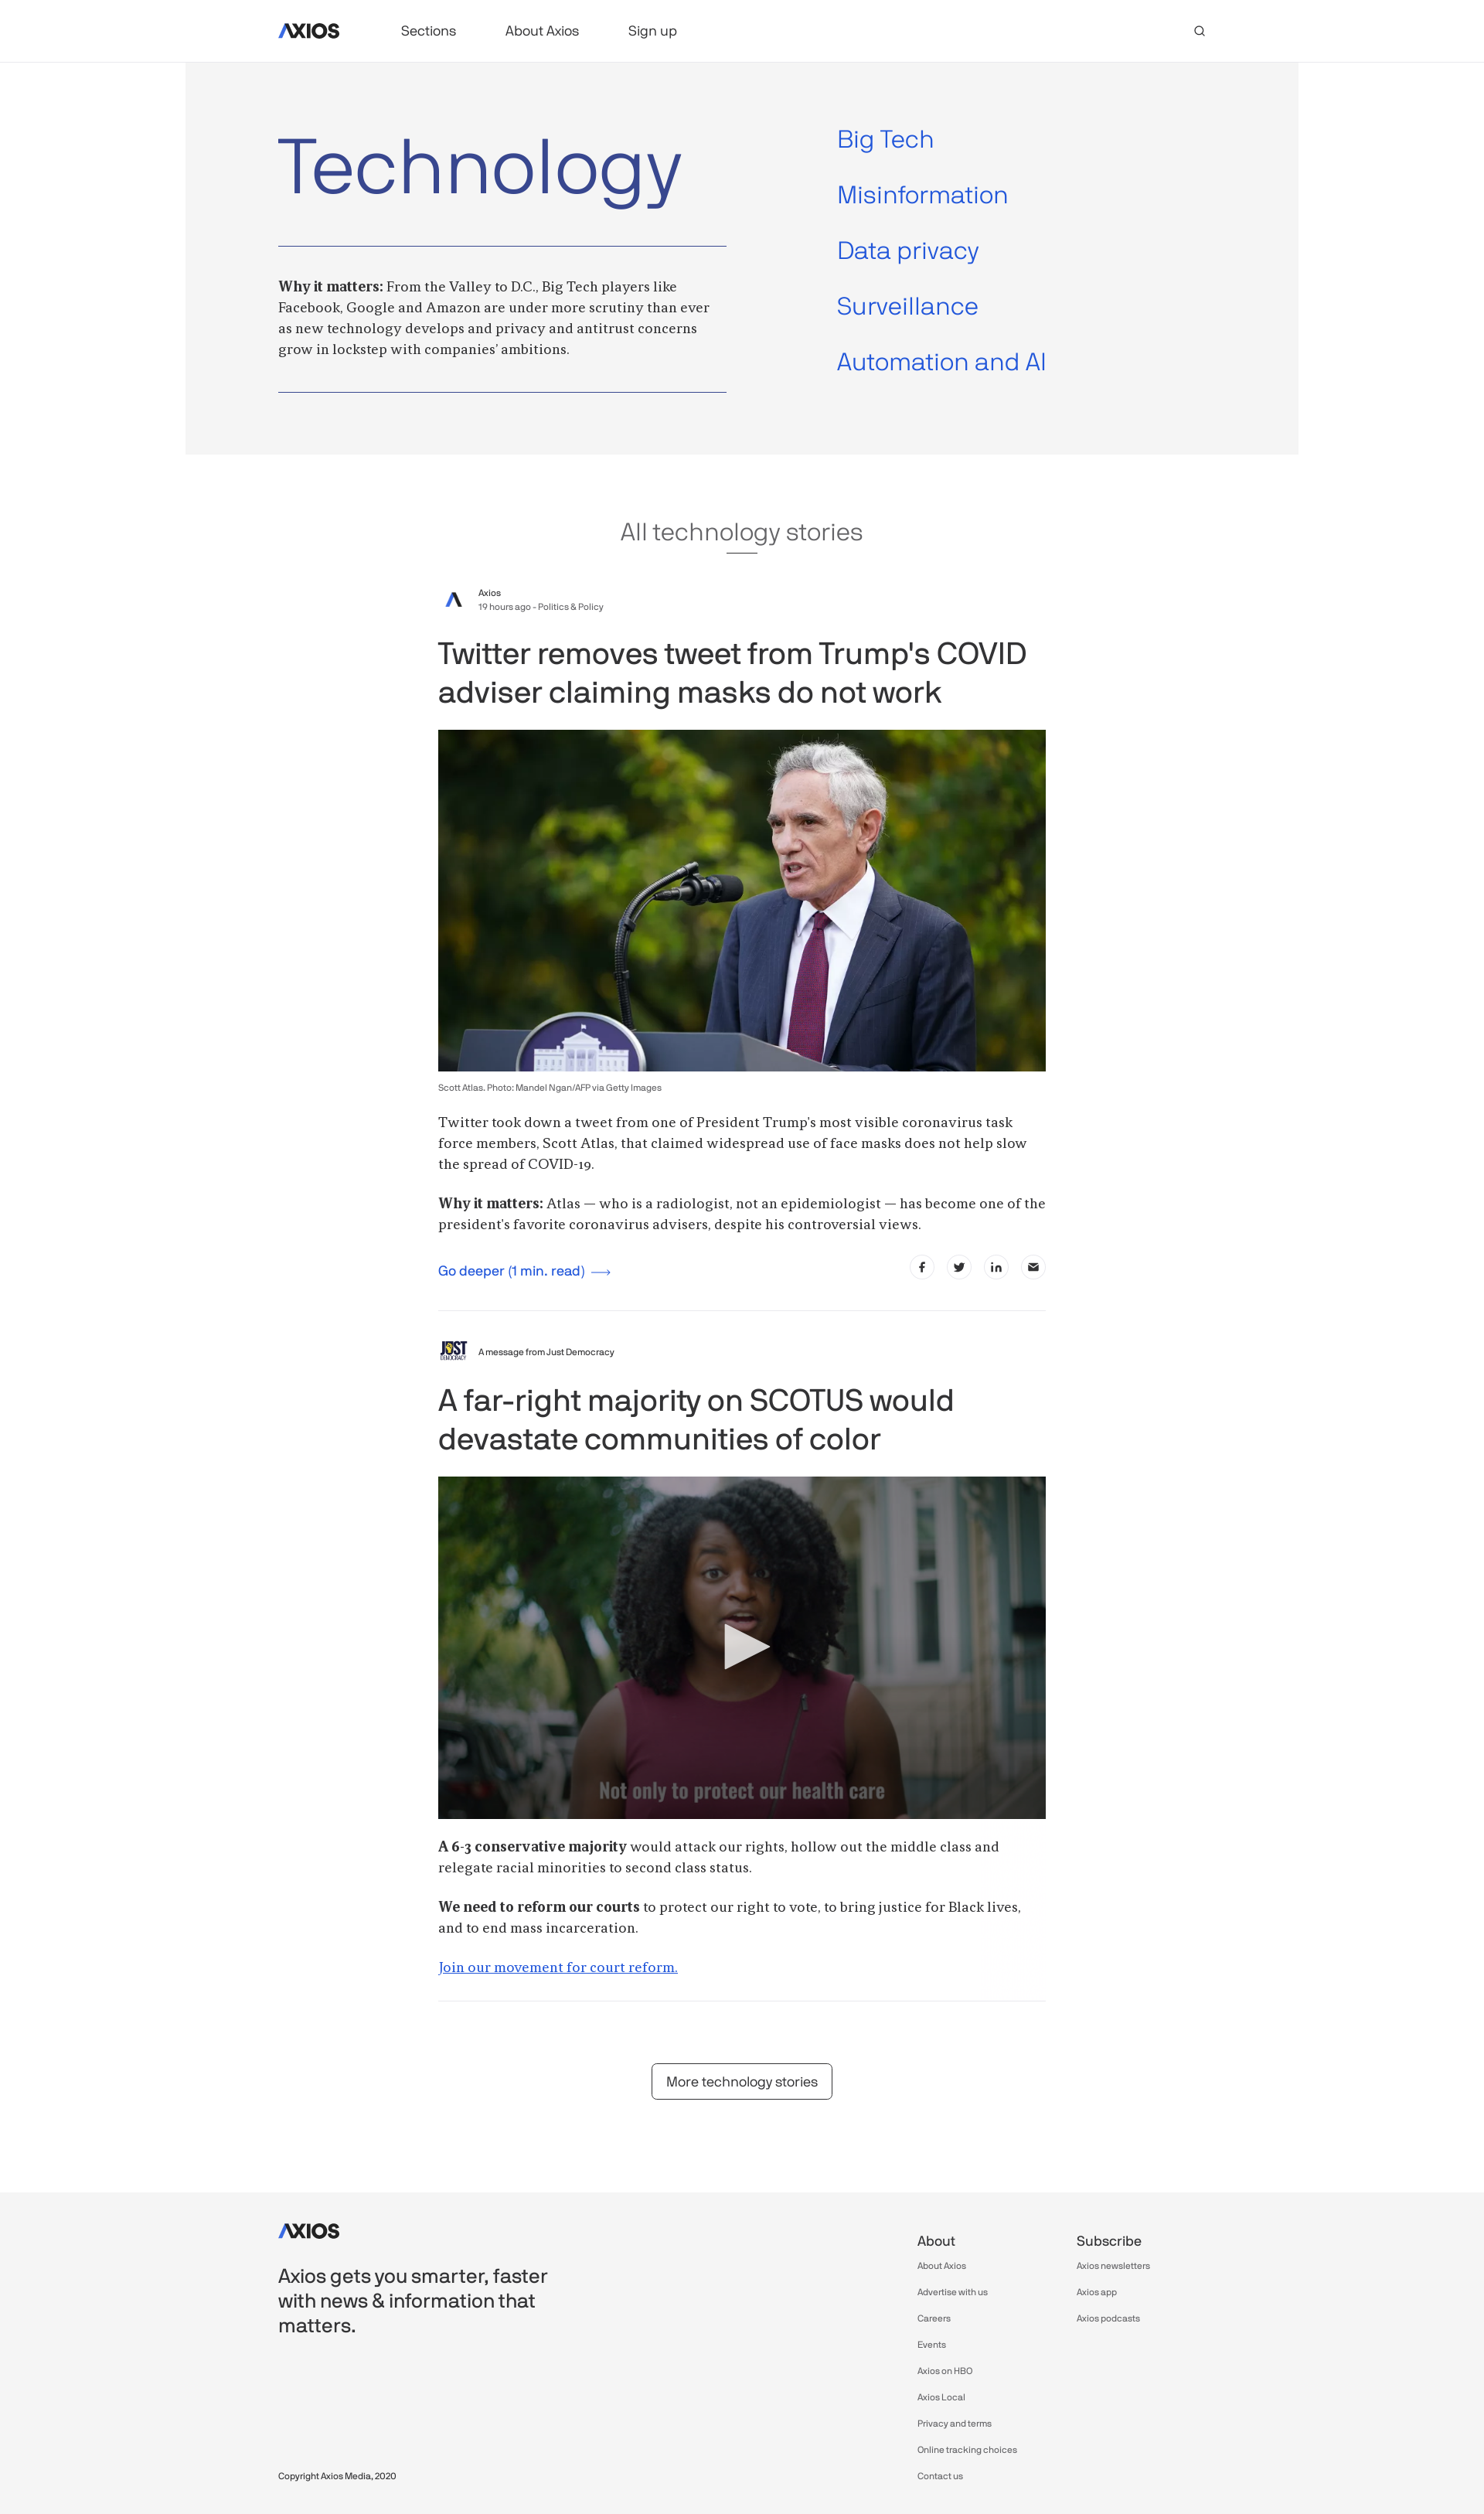 AXIOS
Sections
About Axios
Sign up
Technology
Why it matters: From the Valley to D.C., Big Tech players like
Facebook, Google and Amazon are under more scrutiny than ever
as new technology develops and privacy and antitrust concerns
grow in lockstep with companies' ambitions.
Big Tech
Misinformation
Data privacy
Surveillance
Automation and AI
All technology stories
Axios
19 hours ago - Politics & Policy
Twitter removes tweet from Trump's COVID
adviser claiming masks do not work
Scott Atlas. Photo: Mandel Ngan/AFP via Getty Images
Twitter took down a tweet from one of President Trump's most visible coronavirus task
force members, Scott Atlas, that claimed widespread use of face masks does not help slow
the spread of COVID-19.
Why it matters: Atlas — who is a radiologist, not an epidemiologist — has become one of the
president's favorite coronavirus advisers, despite his controversial views.
Go deeper (1 min. read)
JUST
DEMOCRACY
A message from Just Democracy
A far-right majority on SCOTUS would
devastate communities of color
Not only to protect our health care
A 6-3 conservative majority would attack our rights, hollow out the middle class and
relegate racial minorities to second class status.
We need to reform our courts to protect our right to vote, to bring justice for Black lives,
and to end mass incarceration.
Join our movement for court reform.
More technology stories
AXIOS
Axios gets you smarter, faster
with news & information that
matters.
Copyright Axios Media, 2020
About
About Axios
Advertise with us
Careers
Events
Axios on HBO
Axios Local
Privacy and terms
Online tracking choices
Contact us
Subscribe
Axios newsletters
Axios app
Axios podcasts